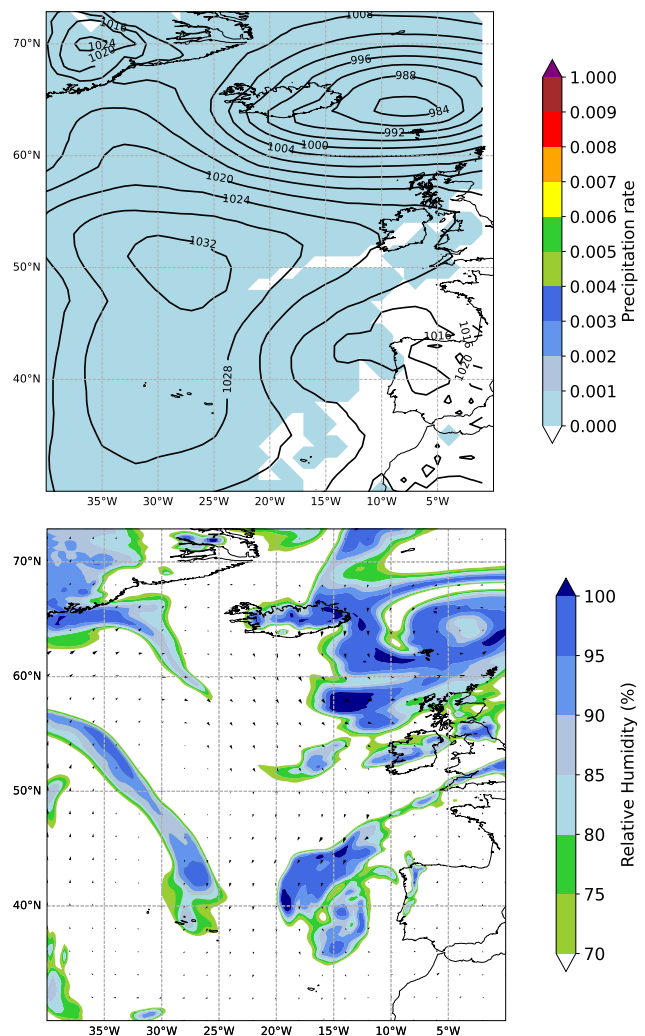 1008
1016
70°N
1024
1020
996
988
984
992
1004
1000
60°N
1020
1024
1032
50°N
1016
1016
1020
1028
40°N
35°W
30°W
25°W
20°W
15°W
10°W
5°W
1.000
0.009
0.008
0.007
0.006
0.005
0.004
0.003
0.002
0.001
0.000
Precipitation rate
70°N
60°N
50°N
40°N
35°W
30°W
25°W
20°W
15°W
10°W
5°W
100
95
90
85
80
75
70
Relative Humidity (%)